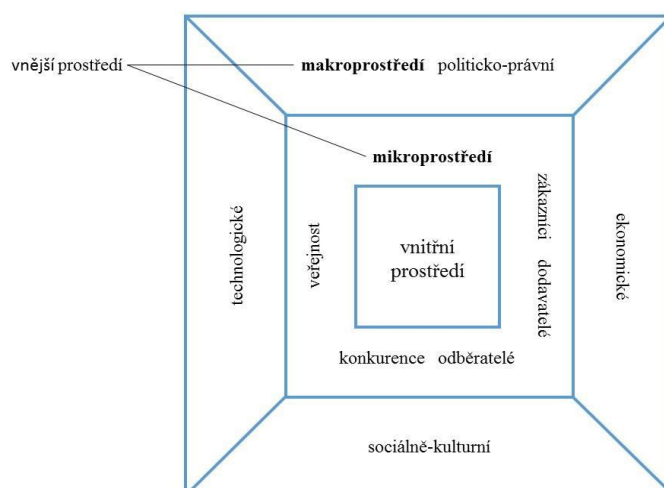 vnější prostředí
makroprostředí politicko-právní
mikroprostředí
technologické
veřejnost
vnitřní
prostředí
zákazníci dodavatelé
ekonomické
konkurence odběratelé
sociálně-kulturní